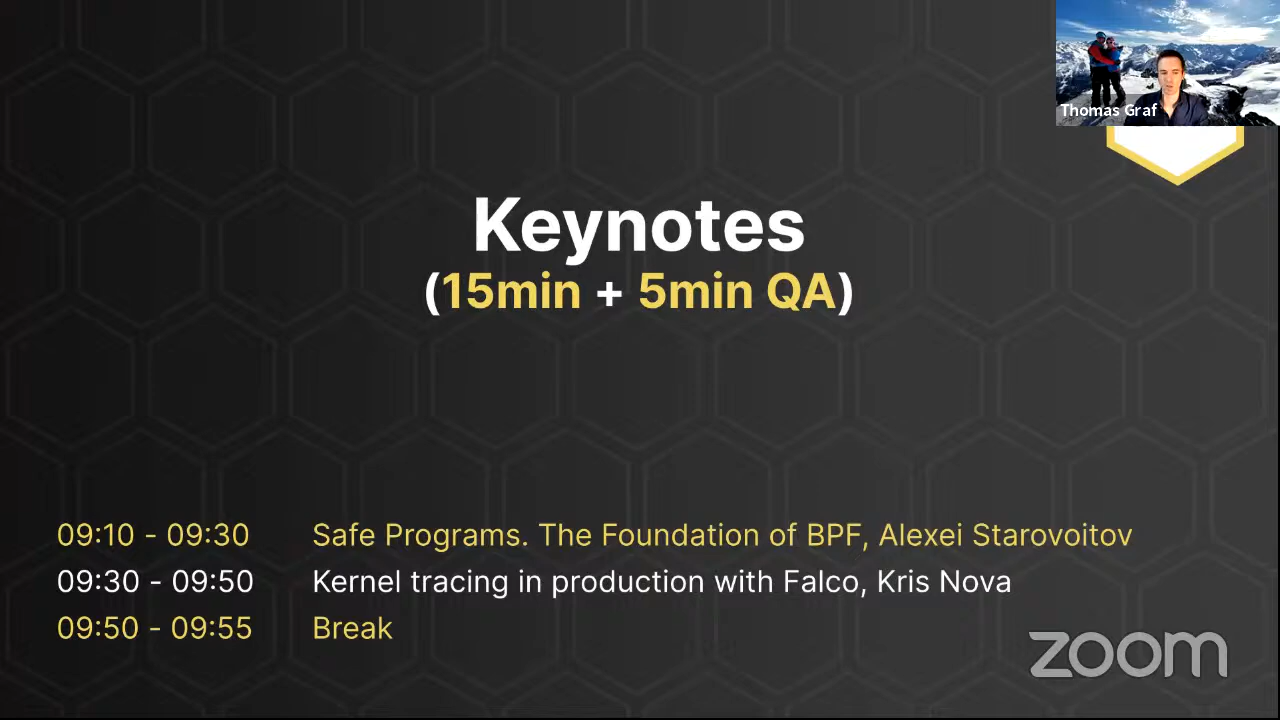 Thomas Graf
Keynotes
(15min + 5min QA)
09:10 - 09:30 Safe Programs. The Foundation of BPF, Alexei Starovoitov
09:30 - 09:50 Kernel tracing in production with Falco, Kris Nova
09:50 - 09:55 Break
zoom